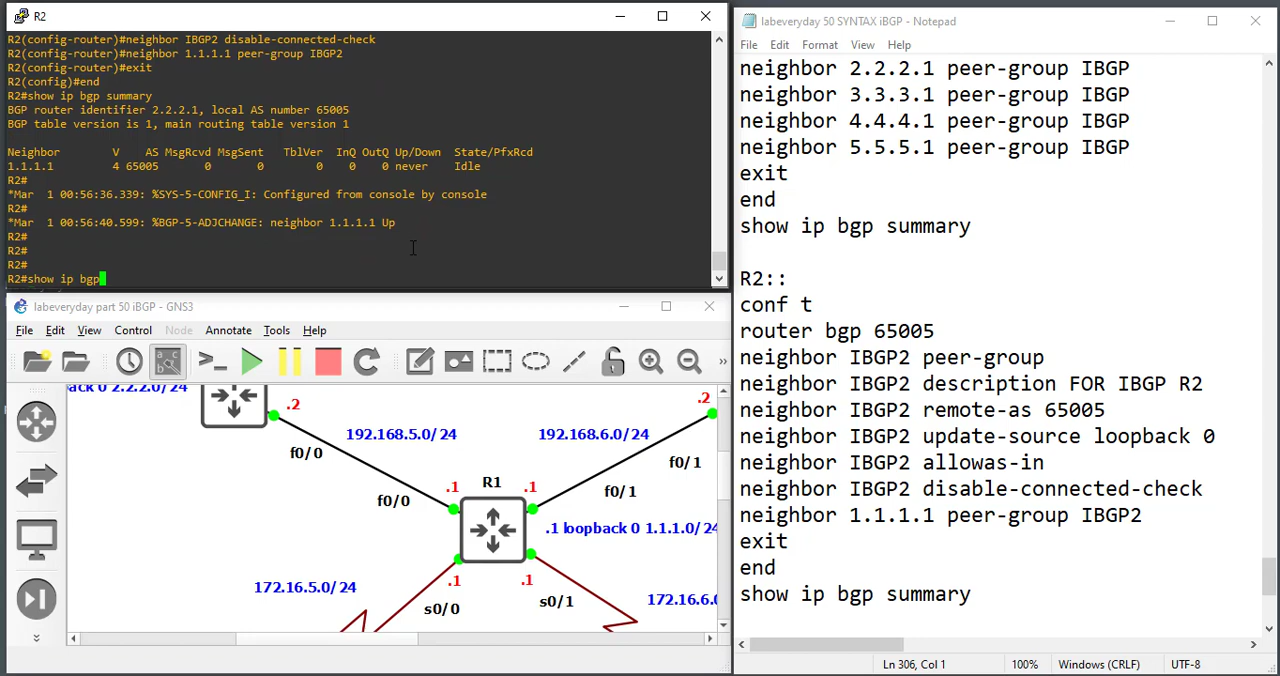 R2
R2(config-router)#neighbor IBGP2 disable-connected-check
R2(config-router)#neighbor 1.1.1.1 peer-group IBGP2
R2(config-router)#exit
R2(config)#end
R2#show ip bgp summary
BGP router identifier 2.2.2.1, local AS number 65005
BGP table version is 1, main routing table version 1
Neighbor V AS MsgRcvd MsgSent TblVer InQ OutQ Up/Down State/PfxRcd
1.1.1.1 4 65005 0 0 0 0 0 never Idle
R2#
*Mar 1 00:56:36.339: %SYS-5-CONFIG_I: Configured from console by console
R2#
*Mar 1 00:56:40.599: %BGP-5-ADJCHANGE: neighbor 1.1.1.1 Up
R2#
R2#
R2#
R2#show ip bgp
labeveryday part 50 iBGP - GNS3
File Edit View Control Node Annotate Tools Help
back 0 2.2.2.0/24
.2
.2
192.168.5.0/24
192.168.6.0/24
f0/0
f0/1
R1
.1
.1
f0/0
f0/1
.1 loopback 0 1.1.1.0/24
.1
.1
172.16.5.0/24
172.16.6.0
s0/0
s0/1
labeveryday 50 SYNTAX iBGP - Notepad
File Edit Format View Help
neighbor 2.2.2.1 peer-group IBGP
neighbor 3.3.3.1 peer-group IBGP
neighbor 4.4.4.1 peer-group IBGP
neighbor 5.5.5.1 peer-group IBGP
exit
end
show ip bgp summary
R2::
conf t
router bgp 65005
neighbor IBGP2 peer-group
neighbor IBGP2 description FOR IBGP R2
neighbor IBGP2 remote-as 65005
neighbor IBGP2 update-source loopback 0
neighbor IBGP2 allowas-in
neighbor IBGP2 disable-connected-check
neighbor 1.1.1.1 peer-group IBGP2
exit
end
show ip bgp summary
Ln 306, Col 1 100% Windows (CRLF) UTF-8